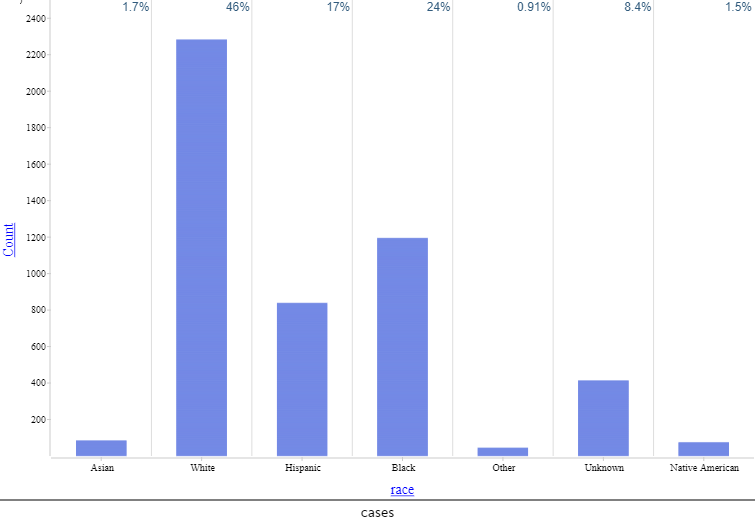 1.7% 46% 17% 24% 0.91% 8.4% 1.5%
2400
2200
2000
1800
1600
1400
1200
1000
800
600
400
200
Count
Asian White Hispanic Black Other Unknown Native American
race
cases